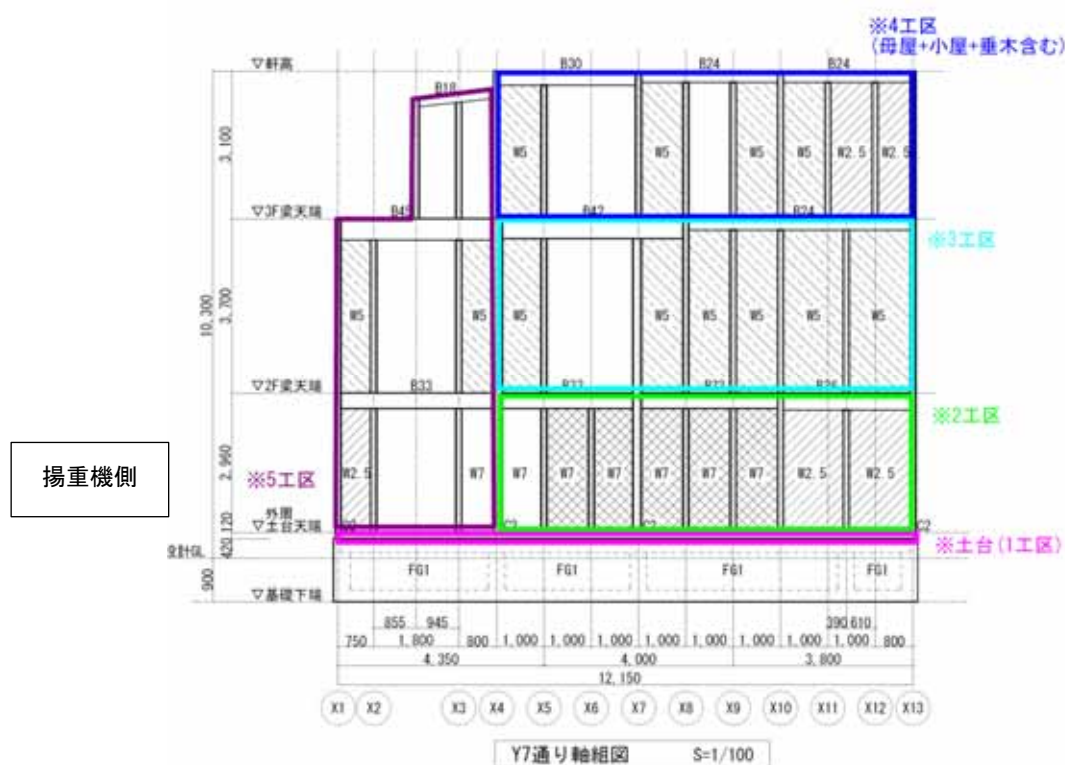 ※4工区
(母屋+小屋+垂木含む)
▽軒高
B30
B24
B24
B18
3,100
W5
W5
W5
W5
W2.5
W2.5
▽3F梁天端
B45
B42
B24
※3工区
10,300
3,700
W5
W5
W5
W5
W5
W5
W5
W5
▽2F梁天端
B33
B33
※2工区
揚重機側
2,960
※5工区
W2.5
W7
W7
W7
W7
W7
W7
W7
W2.5
W2.5
外周
▽土台天端
120
C2
C2
※土台(1工区)
設計GL
420
FG1
FG1
FG1
FG1
900
▽基礎下端
855
945
390
610
750
1,800
800
1,000
1,000
1,000
1,000
1,000
1,000
1,000
1,000
800
4,350
4,000
3,800
12,150
X1
X2
X3
X4
X5
X6
X7
X8
X9
X10
X11
X12
X13
Y7通り軸組図 S=1/100